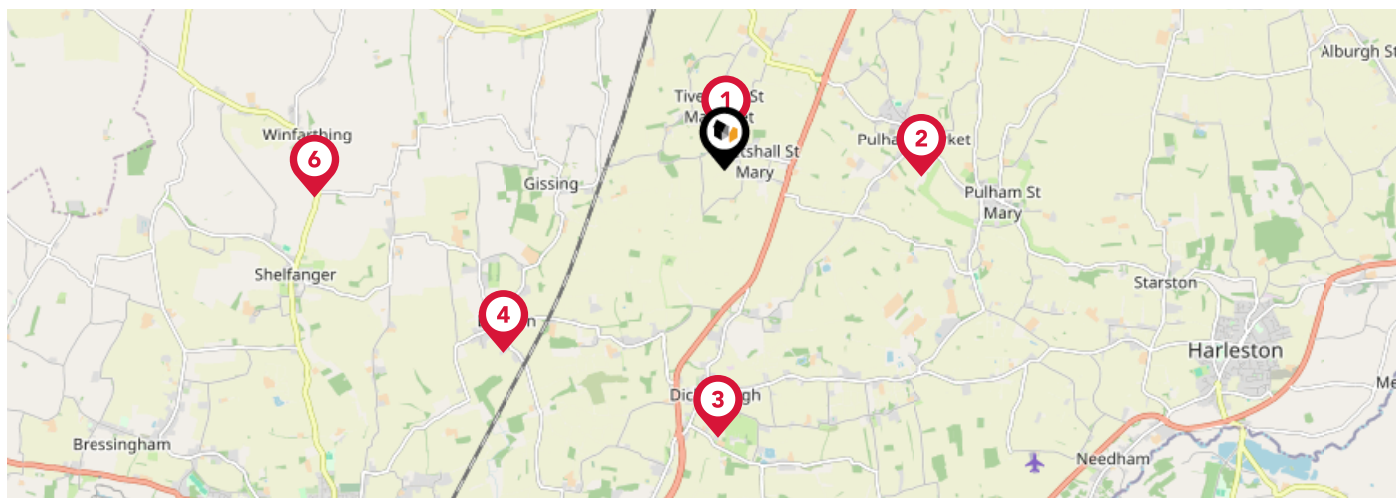 Alburgh St
1
Winfarthing
Pulham Market
2
6
St
Mary
Gissing
Pulham St
Mary
Shelfanger
Starston
4
Harleston
3
Bressingham
Needham